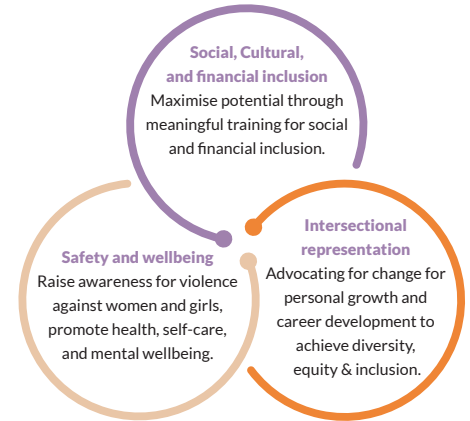 Social, Cultural,
and financial inclusion
Maximise potential through
meaningful training for social
and financial inclusion.
Safety and wellbeing
Raise awareness for violence
against women and girls,
promote health, self-care,
and mental wellbeing.
Intersectional
representation
Advocating for change for
personal growth and
career development to
achieve diversity,
equity & inclusion.